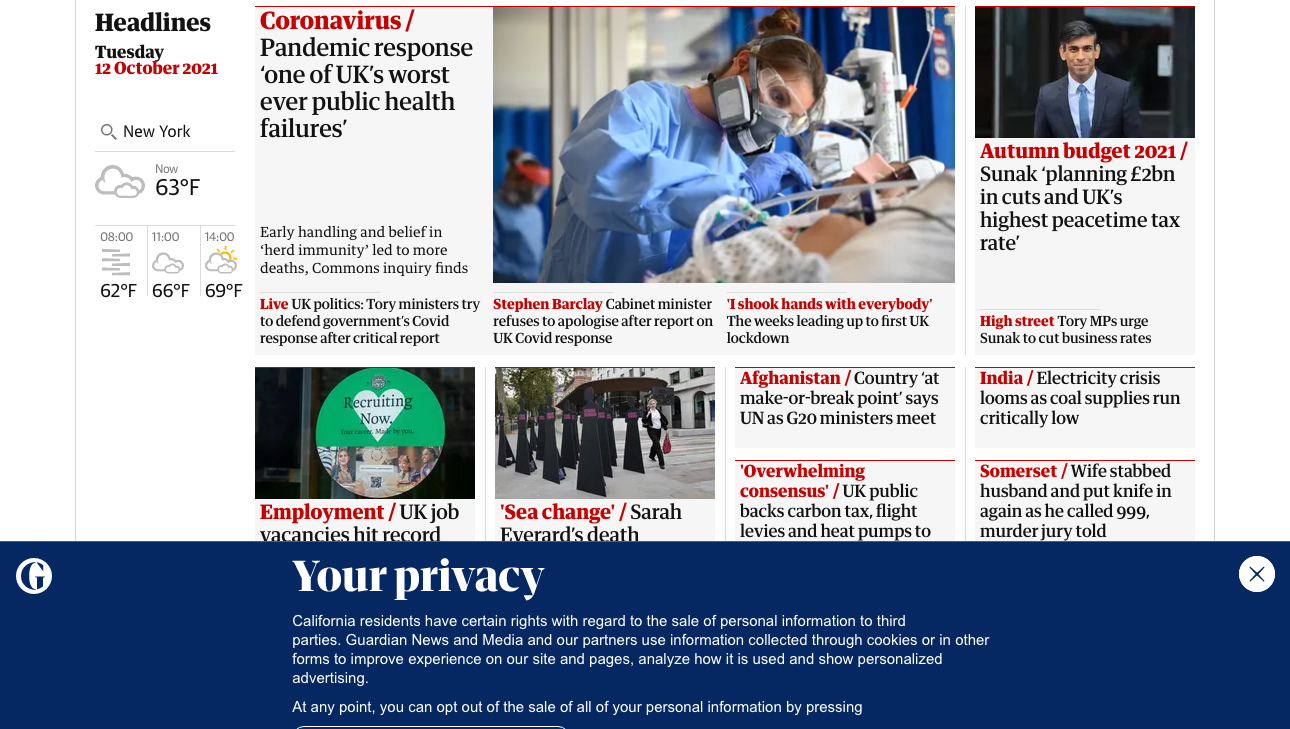 Headlines
Tuesday
12 October 2021
New York
Now
63°F
08:00
11:00
14:00
62°F
66°F
69°F
Coronavirus /
Pandemic response
‘one of UK’s worst
ever public health
failures’
Early handling and belief in
‘herd immunity’ led to more
deaths, Commons inquiry finds
Live UK politics: Tory ministers try
to defend government’s Covid
response after critical report
Stephen Barclay Cabinet minister
refuses to apologise after report on
UK Covid response
'I shook hands with everybody'
The weeks leading up to first UK
lockdown
Autumn budget 2021 /
Sunak ‘planning £2bn
in cuts and UK’s
highest peacetime tax
rate’
High street Tory MPs urge
Sunak to cut business rates
Recruiting
Now.
Your career. Made by you.
Employment / UK job
vacancies hit record
'Sea change' / Sarah
Everard’s death
Afghanistan / Country ‘at
make-or-break point’ says
UN as G20 ministers meet
'Overwhelming
consensus' / UK public
backs carbon tax, flight
levies and heat pumps to
India / Electricity crisis
looms as coal supplies run
critically low
Somerset / Wife stabbed
husband and put knife in
again as he called 999,
murder jury told
Your privacy
California residents have certain rights with regard to the sale of personal information to third
parties. Guardian News and Media and our partners use information collected through cookies or in other
forms to improve experience on our site and pages, analyze how it is used and show personalized
advertising.
At any point, you can opt out of the sale of all of your personal information by pressing